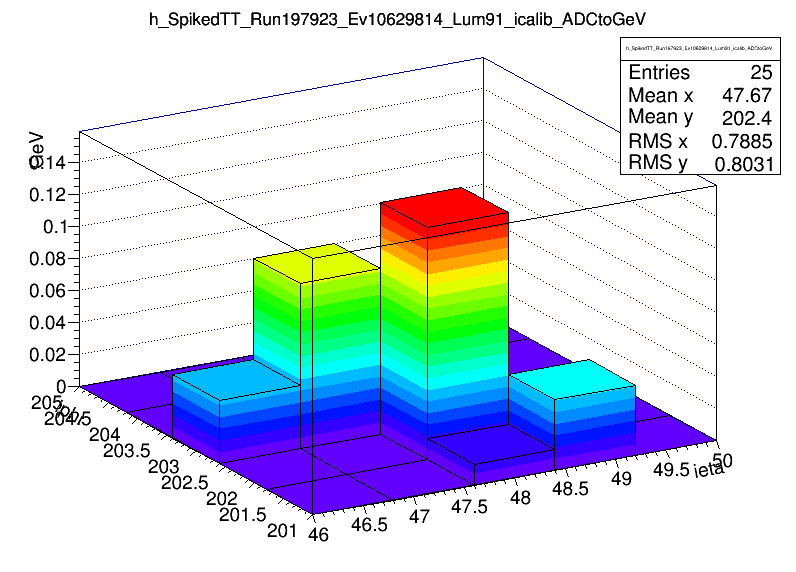 h_SpikedTT_Run197923_Ev10629814_Lum91_icalib_ADCtoGeV
h_SpikedTT_Run197923_Ev10629814_Lum91_icalib_ADCtoGeV
Entries 25
Mean x 47.67
Mean y 202.4
RMS x 0.7885
RMS y 0.8031
GeV
0.14
0.12
0.1
0.08
0.06
0.04
0.02
0
205
204.5
204
203.5
203
202.5
202
201.5
201
46
46.5
47
47.5
48
48.5
49
49.5
50
ieta